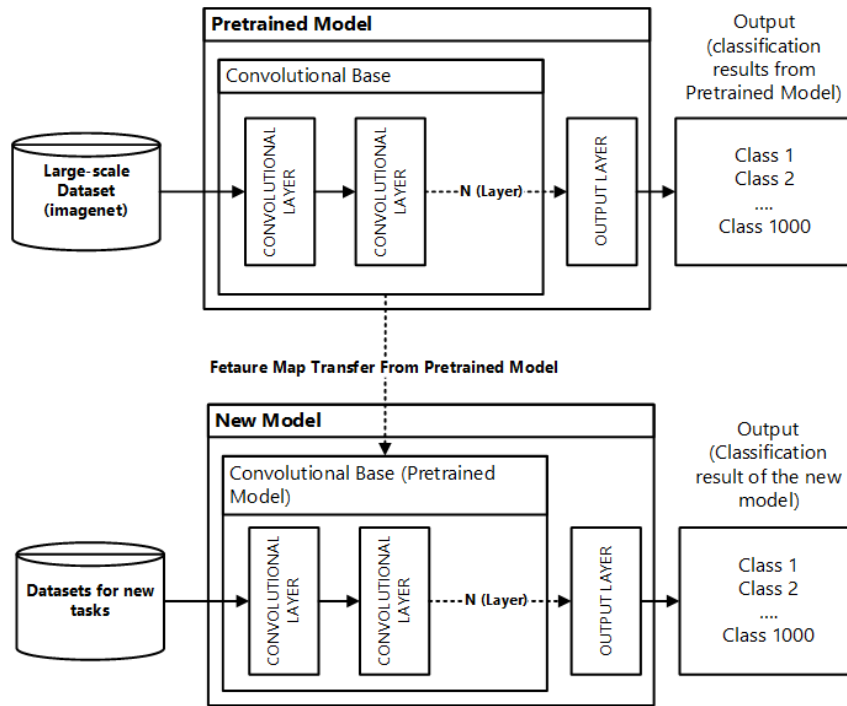 Pretrained Model
Output
(classification
results from
Pretrained Model)
Convolutional Base
Large-scale
Dataset
(imagenet)
CONVOLUTIONAL
LAYER
CONVOLUTIONAL
LAYER
N (Layer)
OUTPUT LAYER
Class 1
Class 2
....
Class 1000
Fetaure Map Transfer From Pretrained Model
New Model
Output
(Classification
result of the new
model)
Convolutional Base (Pretrained
Model)
Datasets for new
tasks
CONVOLUTIONAL
LAYER
CONVOLUTIONAL
LAYER
N (Layer)
OUTPUT LAYER
Class 1
Class 2
....
Class 1000